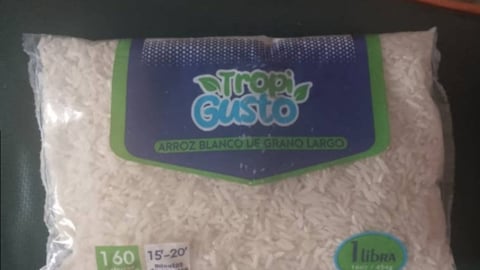 Tropi
Gusto
ARROZ BLANCO DE GRANO LARGO
160
15'-20'
1 LIBRA